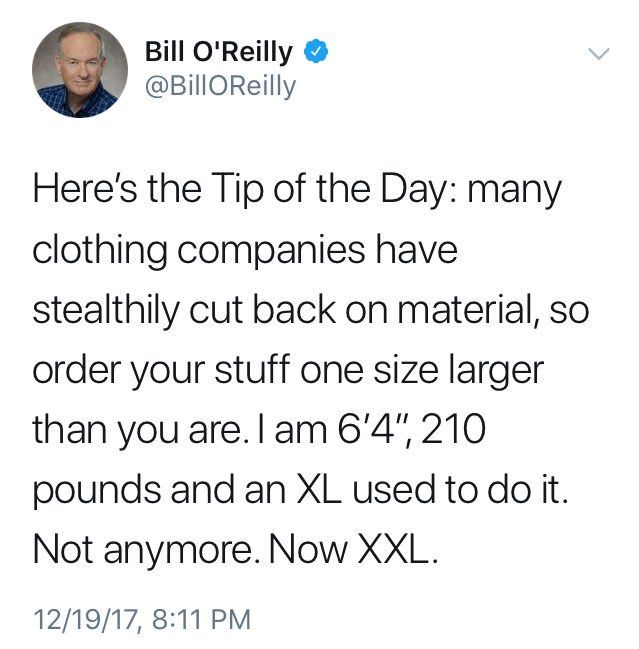 Bill O'Reilly
@BillOReilly
Here’s the Tip of the Day: many
clothing companies have
stealthily cut back on material, so
order your stuff one size larger
than you are. I am 6’4”, 210
pounds and an XL used to do it.
Not anymore. Now XXL.
12/19/17, 8:11 PM